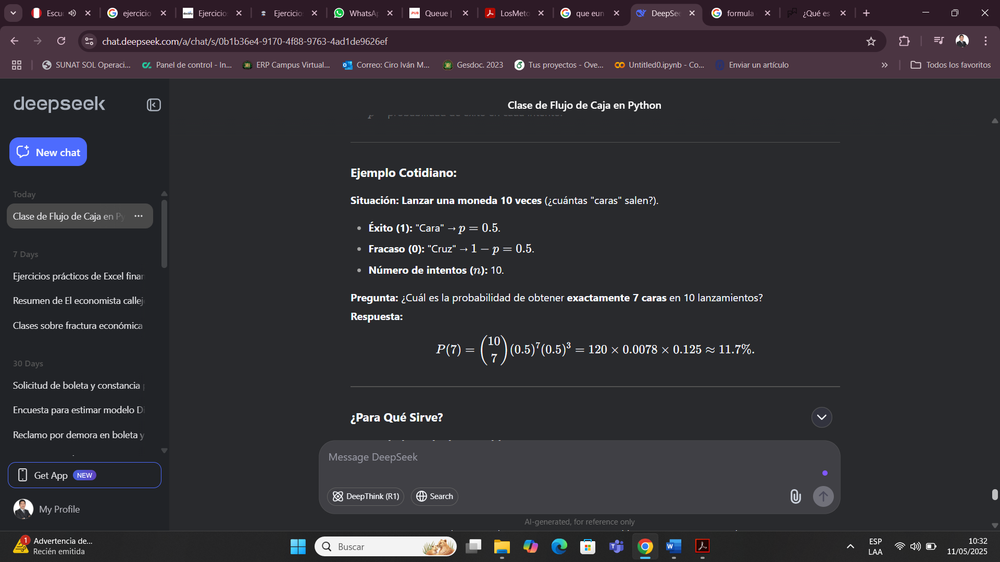 Escu
ejercicio
Ejercicio
Ejercicio
WhatsAp
Queue |
LosMeto
que eun
DeepSee
formula
¿Qué es
chat.deepseek.com/a/chat/s/0b1b36e4-9170-4f88-9763-4ad1de9626ef
SUNAT SOL Operaci...
Panel de control - In...
ERP Campus Virtual...
Correo: Ciro Iván M...
Gesdoc. 2023
Tus proyectos - Ove...
Untitled0.ipynb - Co...
Enviar un artículo
Todos los favoritos
deepseek
New chat
Today
Clase de Flujo de Caja en Py
7 Days
Ejercicios prácticos de Excel finan
Resumen de El economista callej
Clases sobre fractura económica
30 Days
Solicitud de boleta y constancia p
Encuesta para estimar modelo Di
Reclamo por demora en boleta y
Get App NEW
My Profile
Clase de Flujo de Caja en Python
Ejemplo Cotidiano:
Situación: Lanzar una moneda 10 veces (¿cuántas "caras" salen?).
• Éxito (1): "Cara" → p = 0.5.
• Fracaso (0): "Cruz" → 1 − p = 0.5.
• Número de intentos (n): 10.
Pregunta: ¿Cuál es la probabilidad de obtener exactamente 7 caras en 10 lanzamientos?
Respuesta:
P(7) = (10 7)(0.5)^7(0.5)^3 = 120 × 0.0078 × 0.125 ≈ 11.7%.
¿Para Qué Sirve?
Message DeepSeek
DeepThink (R1)
Search
AI-generated, for reference only
1
Advertencia de...
Recién emitida
Buscar
ESP
LAA
10:32
11/05/2025